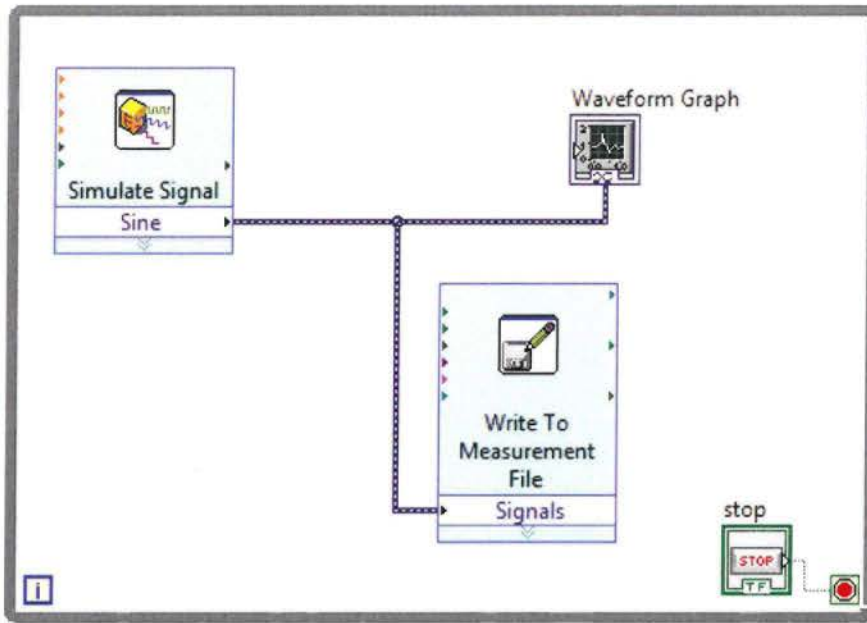 Waveform Graph
Simulate Signal
Sine
Write To
Measurement
File
Signals
stop
STOP
TF
i